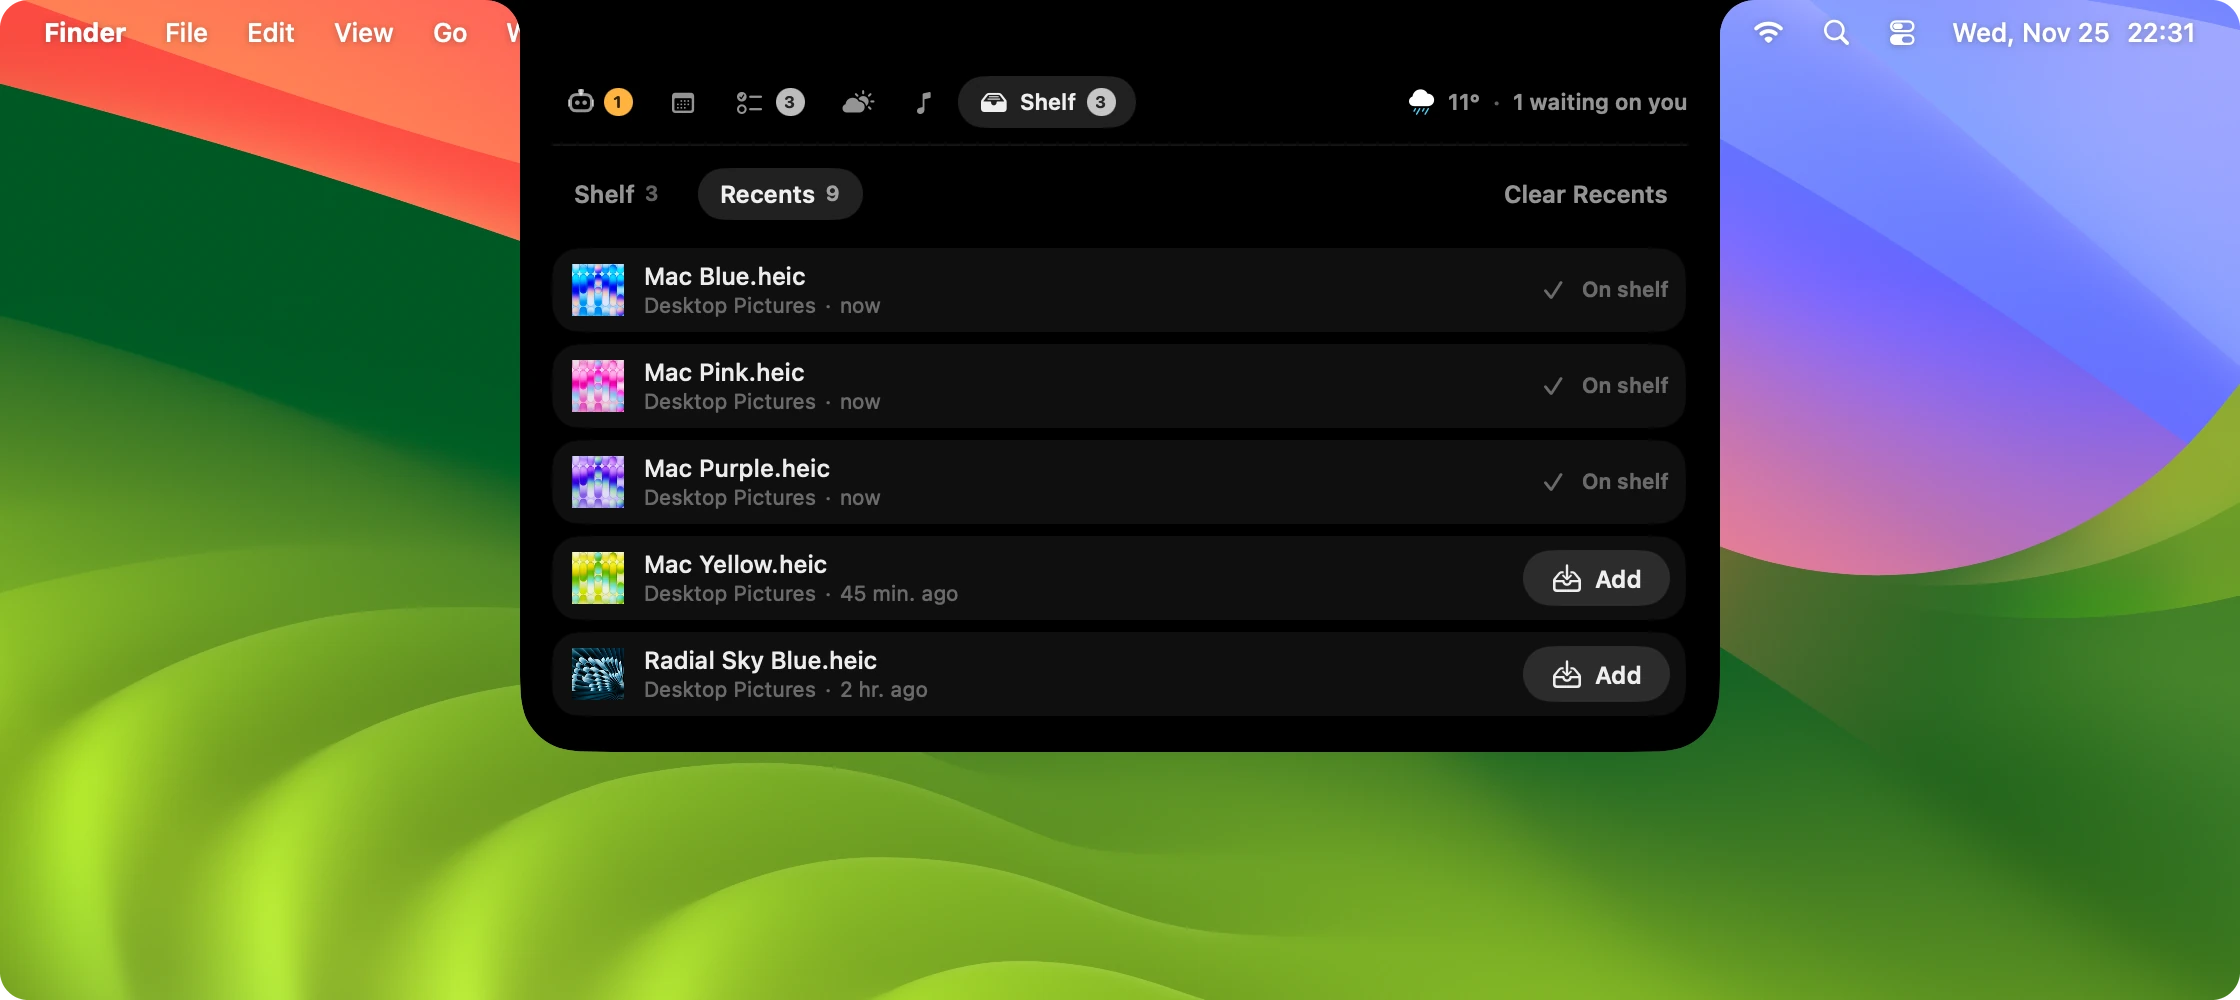 Finder File Edit View Go Wed, Nov 25 22:31
1 3 Shelf 3 11° · 1 waiting on you
Shelf 3 Recents 9 Clear Recents
Mac Blue.heic
Desktop Pictures · now
On shelf
Mac Pink.heic
Desktop Pictures · now
On shelf
Mac Purple.heic
Desktop Pictures · now
On shelf
Mac Yellow.heic
Desktop Pictures · 45 min. ago
Add
Radial Sky Blue.heic
Desktop Pictures · 2 hr. ago
Add